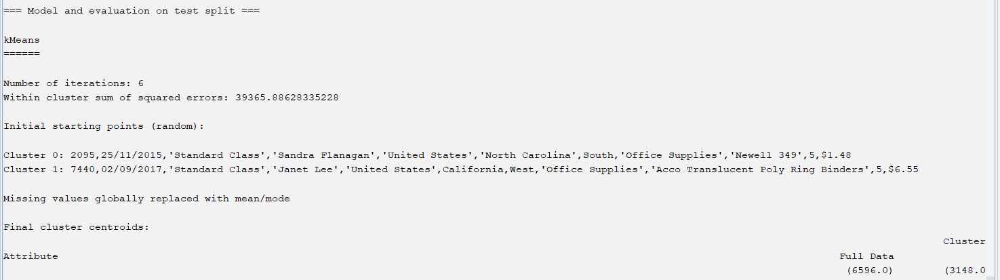 === Model and evaluation on test split ===
kMeans
======
Number of iterations: 6
Within cluster sum of squared errors: 39365.88628335228
Initial starting points (random):
Cluster 0: 2095,25/11/2015,'Standard Class','Sandra Flanagan','United States','North Carolina',South,'Office Supplies','Newell 349',5,$1.48
Cluster 1: 7440,02/09/2017,'Standard Class','Janet Lee','United States',California,West,'Office Supplies','Acco Translucent Poly Ring Binders',5,$6.55
Missing values globally replaced with mean/mode
Final cluster centroids:
Cluster
Attribute Full Data
(6596.0) (3148.0